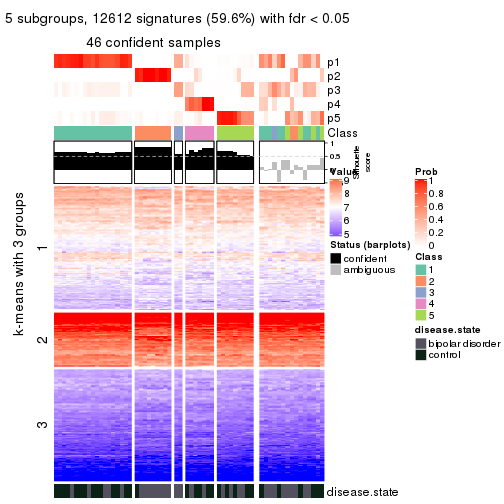 5 subgroups, 12612 signatures (59.6%) with fdr < 0.05
46 confident samples
p1
p2
p3
p4
p5
Class
1
0.5
0
Silhouette
score
k-means with 3 groups
1
2
3
disease.state
Value
9
8
7
6
5
Status (barplots)
confident
ambiguous
Prob
1
0.8
0.6
0.4
0.2
0
Class
1
2
3
4
5
disease.state
bipolar disorder
control